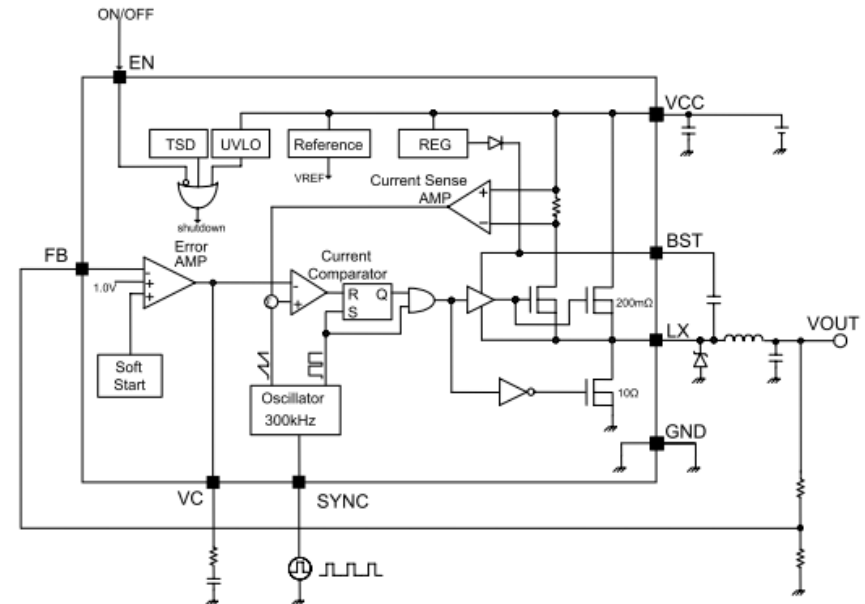 ON/OFF
EN
VCC
TSD
UVLO
Reference
REG
VREF
Current Sense
AMP
+
−
shutdown
FB
Error
AMP
Current
Comparator
BST
-
1.0V
+
+
-
+
R Q
S
200mΩ
LX
VOUT
Soft
Start
Oscillator
300kHz
10Ω
GND
VC
SYNC